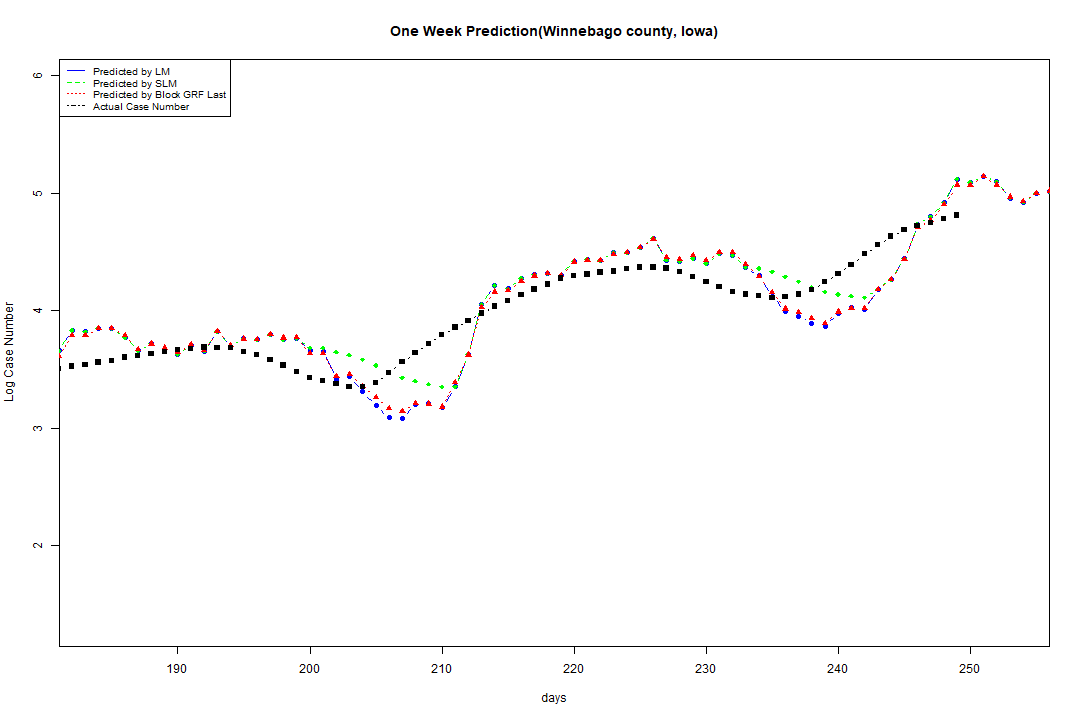 One Week Prediction(Winnebago county, Iowa)
Predicted by LM
Predicted by SLM
Predicted by Block GRF Last
Actual Case Number
6
5
4
3
2
Log Case Number
190 200 210 220 230 240 250
days